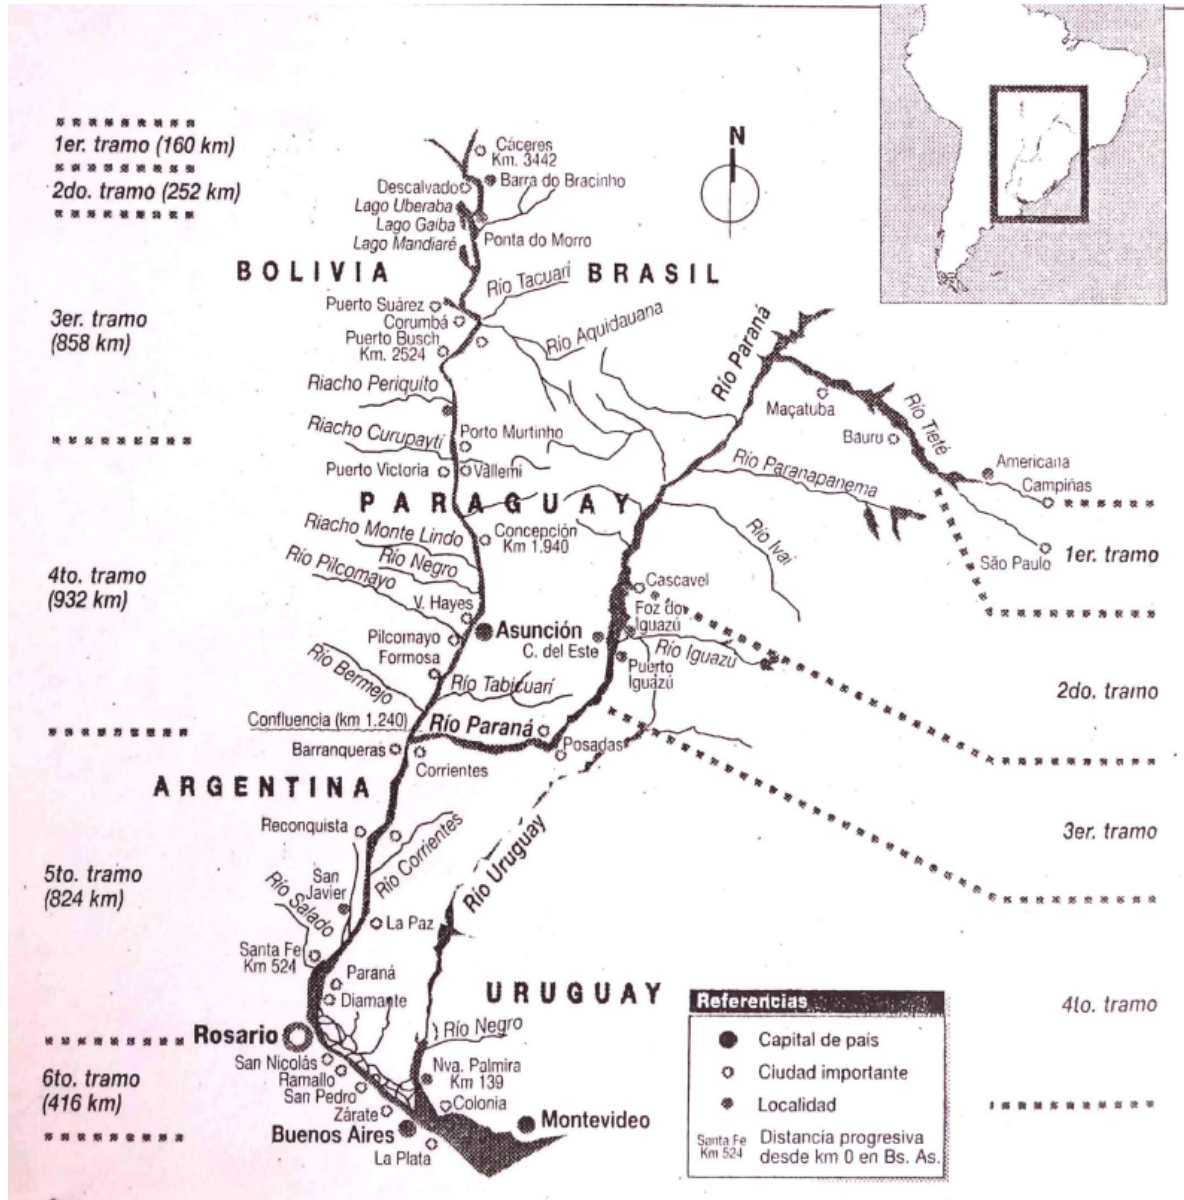 1er. tramo (160 km)
2do. tramo (252 km)
3er. tramo
(858 km)
4to. tramo
(932 km)
5to. tramo
(824 km)
6to. tramo
(416 km)
N
Cáceres
Km. 3442
Barra do Bracinho
Descalvado
Lago Uberaba
Lago Gaiba
Lago Mandiaré
Ponta do Morro
BOLIVIA
BRASIL
Río Tacuarí
Puerto Suárez
Corumbá
Puerto Busch
Km. 2524
Río Aquidauana
Río Paraná
Riacho Periquito
Maçatuba
Bauru
Río Tieté
Riacho Curupaytí
Porto Murtinho
Puerto Victoria
Vallemi
Río Paranapanema
Americana
Campiñas
PARAGUAY
Riacho Monte Lindo
Concepción
Km 1.940
Río Negro
Río Pilcomayo
Río Ivai
São Paulo
1er. tramo
V. Hayes
Cascavel
Foz do
Iguazú
Asunción
C. del Este
Pilcomayo
Formosa
Río Iguazú
Puerto
Iguazú
Río Bermejo
Río Tabicuarí
2do. tramo
Confluencia (km 1.240)
Río Paraná
Barranqueras
Corrientes
Posadas
ARGENTINA
3er. tramo
Reconquista
Río Corrientes
Río Uruguay
San
Javier
Río Salado
La Paz
Santa Fe
Km 524
Paraná
Diamante
URUGUAY
4to. tramo
Rosario
Río Negro
San Nicolás
Ramallo
San Pedro
Zárate
Nva. Palmira
Km 139
Colonia
Buenos Aires
Montevideo
La Plata
Referencias
Capital de país
Ciudad importante
Localidad
Santa Fe
Km 524
Distancia progresiva
desde km 0 en Bs. As.